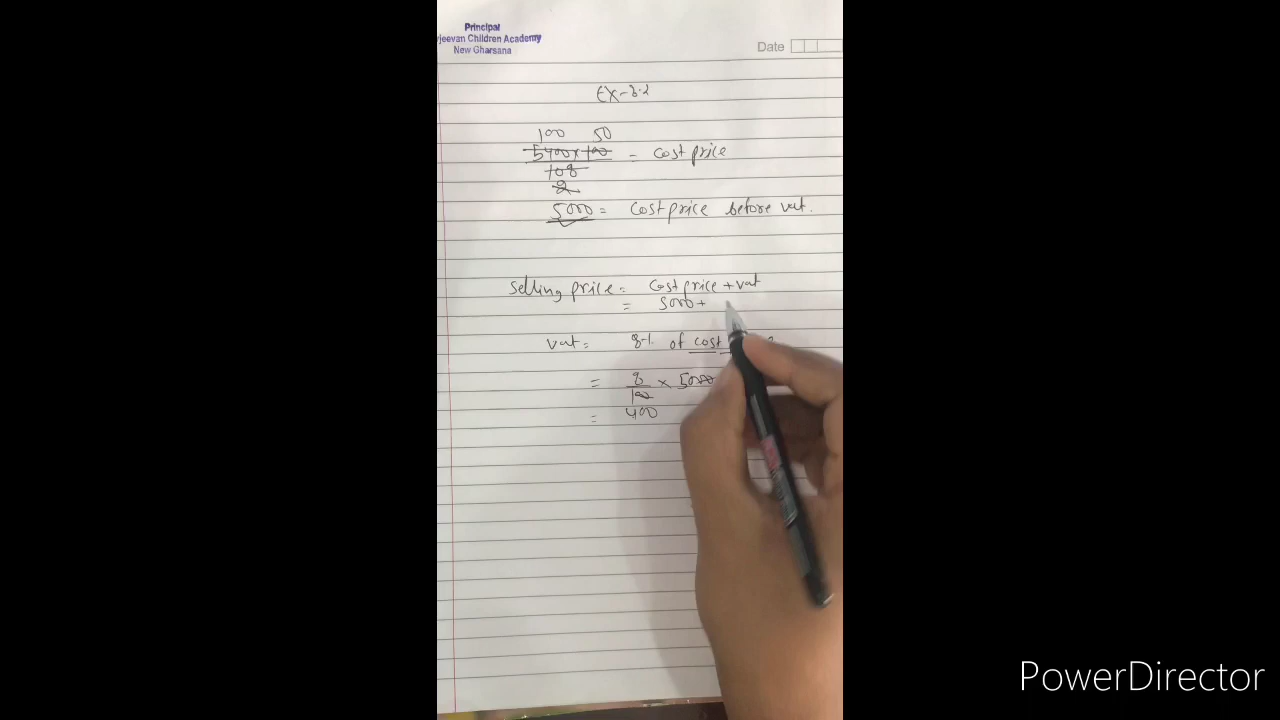 Principal
jeevan Children Academy
New Gharsana
Date
EX-8.2
100 50
5400 × 100 = cost price
108
2
5000 = cost price before vat.
Selling price = cost price + vat
= 5000 +
vat = 8% of cost
= 8 × 5000
100
= 400
PowerDirector